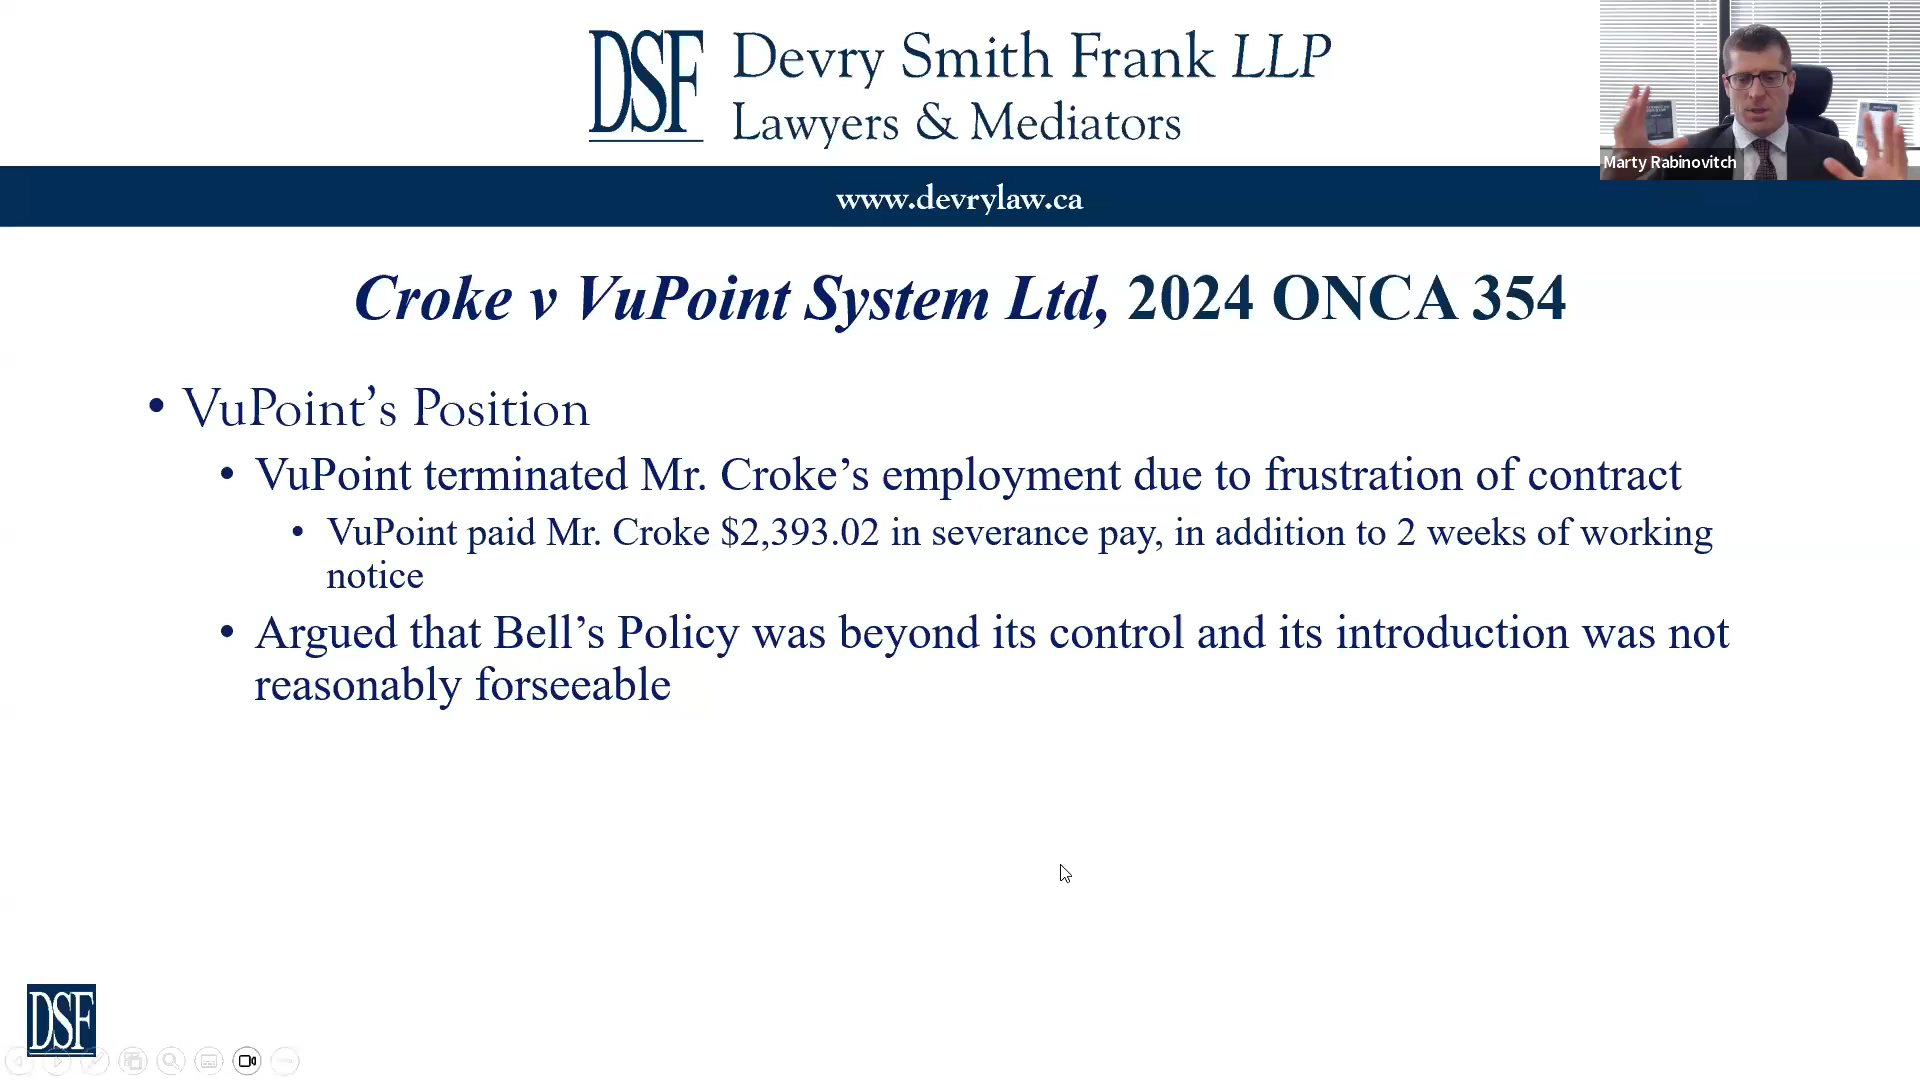 DSF
Devry Smith Frank LLP
Lawyers & Mediators
Marty Rabinovitch
www.devrylaw.ca
Croke v VuPoint System Ltd, 2024 ONCA 354
• VuPoint’s Position
• VuPoint terminated Mr. Croke’s employment due to frustration of contract
• VuPoint paid Mr. Croke $2,393.02 in severance pay, in addition to 2 weeks of working
notice
• Argued that Bell’s Policy was beyond its control and its introduction was not
reasonably forseeable
DSF